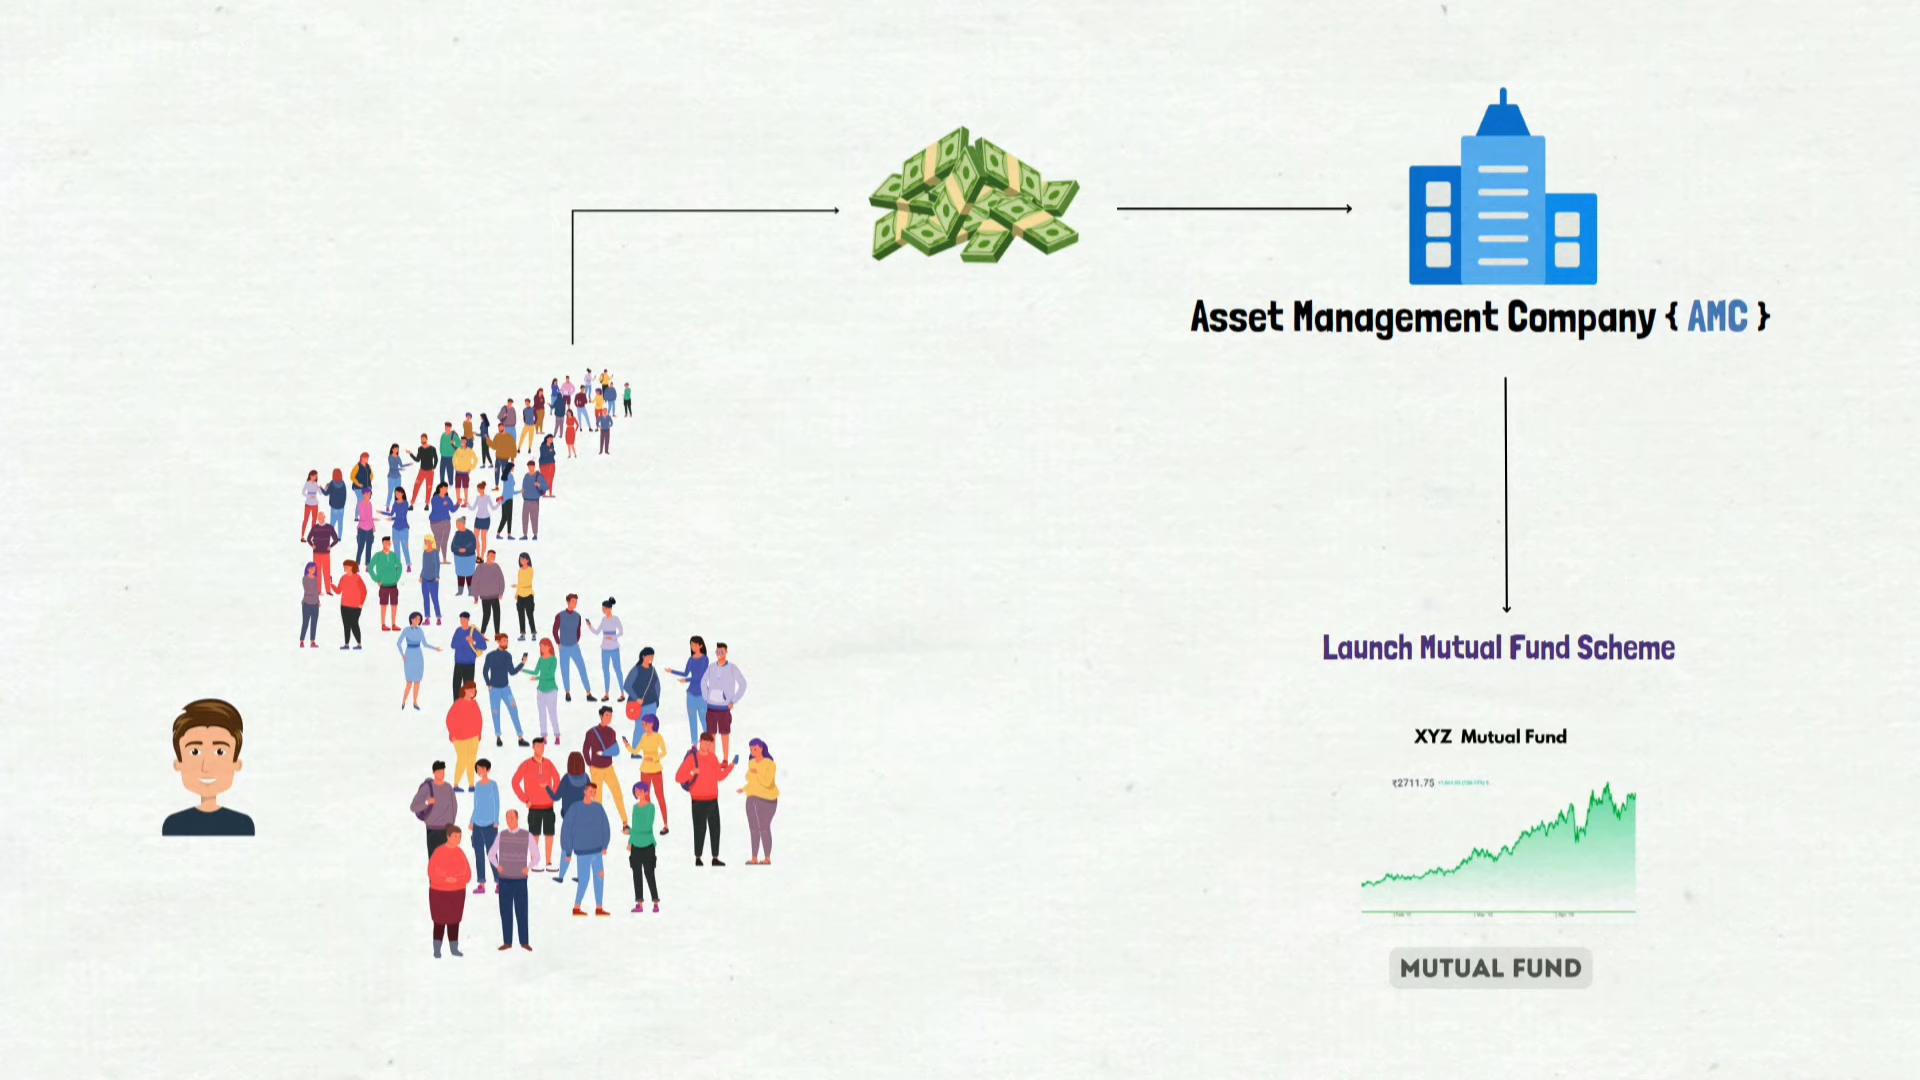 Asset Management Company { AMC }
Launch Mutual Fund Scheme
XYZ Mutual Fund
₹2711.75
MUTUAL FUND